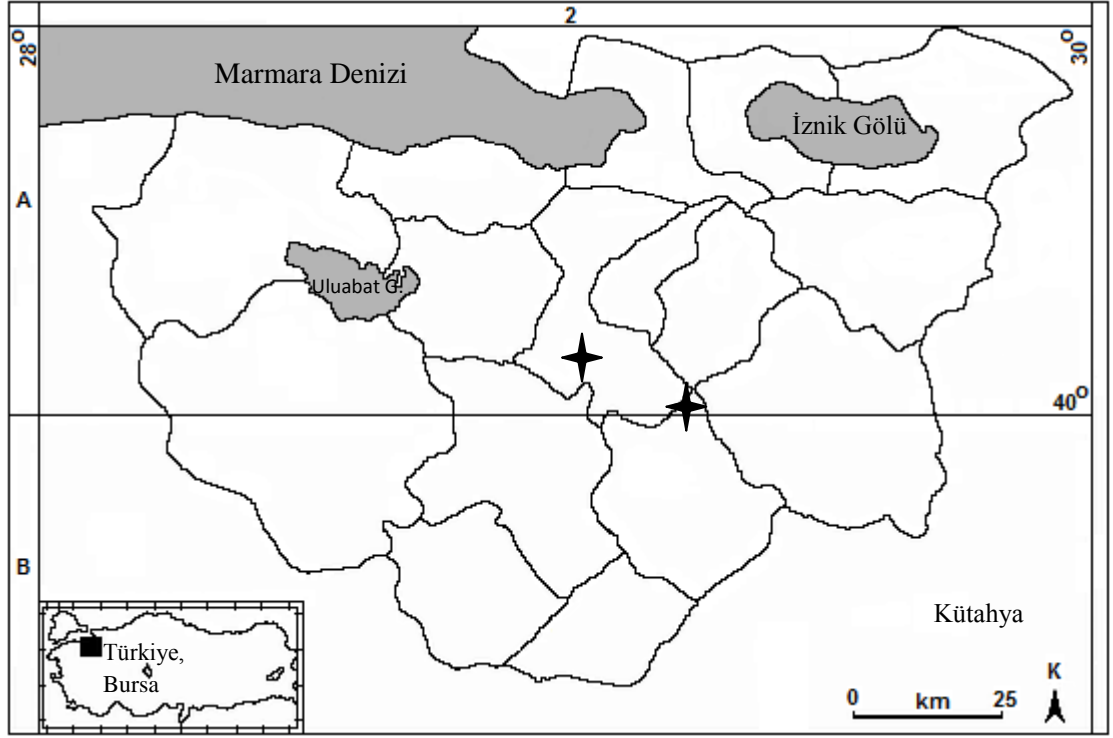 2
28°
30°
Marmara Denizi
İznik Gölü
A
Uluabat G.
40°
B
Kütahya
Türkiye,
Bursa
K
0 km 25